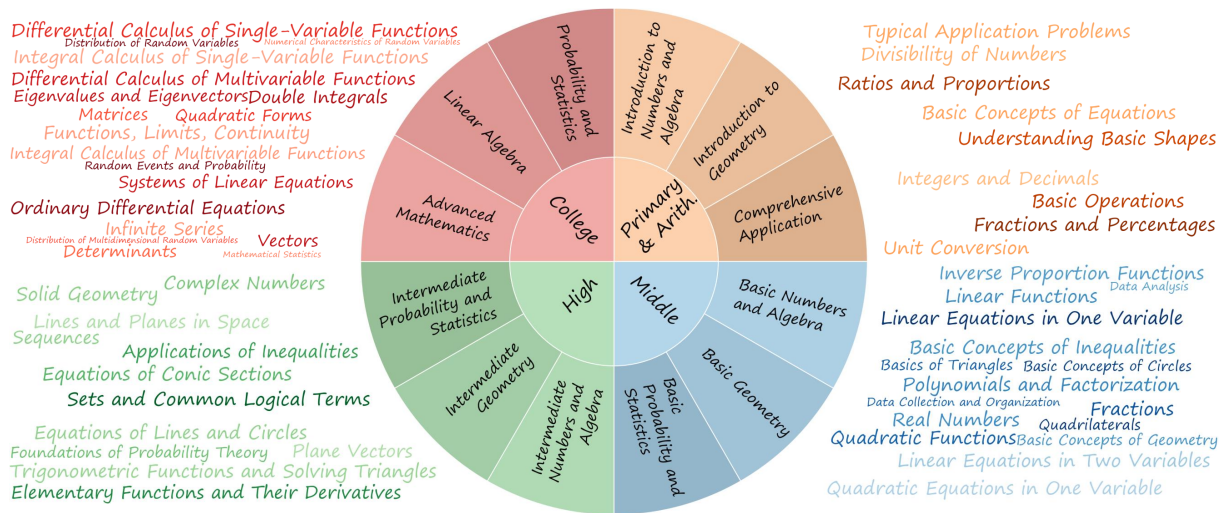 Differential Calculus of Single-Variable Functions
Distribution of Random Variables
Numerical Characteristics of Random Variables
Integral Calculus of Single-Variable Functions
Differential Calculus of Multivariable Functions
Eigenvalues and Eigenvectors
Double Integrals
Matrices
Quadratic Forms
Functions, Limits, Continuity
Integral Calculus of Multivariable Functions
Random Events and Probability
Systems of Linear Equations
Ordinary Differential Equations
Infinite Series
Distribution of Multidimensional Random Variables
Vectors
Determinants
Mathematical Statistics
Complex Numbers
Solid Geometry
Lines and Planes in Space
Sequences
Applications of Inequalities
Equations of Conic Sections
Sets and Common Logical Terms
Equations of Lines and Circles
Foundations of Probability Theory
Plane Vectors
Trigonometric Functions and Solving Triangles
Elementary Functions and Their Derivatives
Probability and
Statistics
Linear Algebra
Advanced
Mathematics
College
Introduction to
Numbers and
Algebra
Introduction to
Geometry
Comprehensive
Application
Primary
& Arith.
Intermediate
Probability and
Statistics
Intermediate
Geometry
Intermediate
Numbers and
Algebra
High
Middle
Basic Numbers
and Algebra
Basic Geometry
Basic
Probability and
Statistics
Typical Application Problems
Divisibility of Numbers
Ratios and Proportions
Basic Concepts of Equations
Understanding Basic Shapes
Integers and Decimals
Basic Operations
Fractions and Percentages
Unit Conversion
Inverse Proportion Functions
Data Analysis
Linear Functions
Linear Equations in One Variable
Basic Concepts of Inequalities
Basics of Triangles
Basic Concepts of Circles
Polynomials and Factorization
Data Collection and Organization
Fractions
Real Numbers
Quadrilaterals
Quadratic Functions
Basic Concepts of Geometry
Linear Equations in Two Variables
Quadratic Equations in One Variable